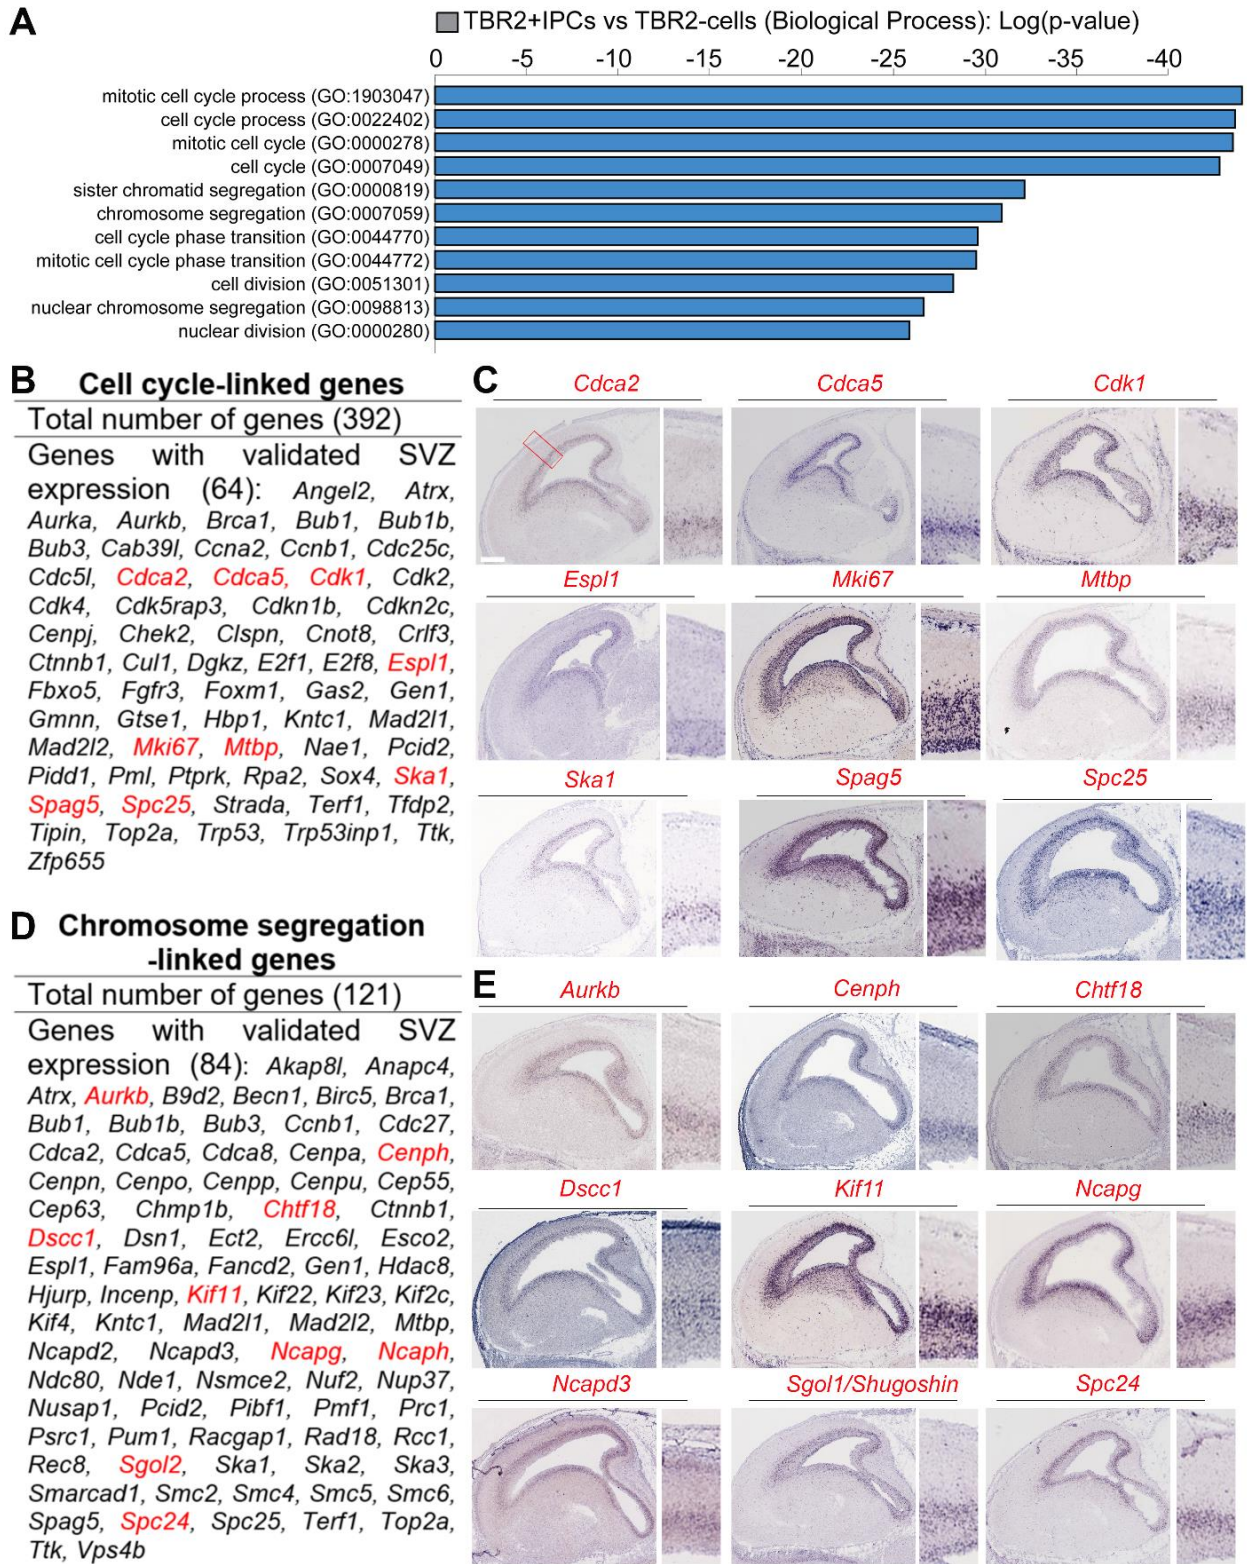 A
TBR2+IPCs vs TBR2-cells (Biological Process): Log(p-value)
0 -5 -10 -15 -20 -25 -30 -35 -40
mitotic cell cycle process (GO:1903047)
cell cycle process (GO:0022402)
mitotic cell cycle (GO:0000278)
cell cycle (GO:0007049)
sister chromatid segregation (GO:0000819)
chromosome segregation (GO:0007059)
cell cycle phase transition (GO:0044770)
mitotic cell cycle phase transition (GO:0044772)
cell division (GO:0051301)
nuclear chromosome segregation (GO:0098813)
nuclear division (GO:0000280)
B
Cell cycle-linked genes
Total number of genes (392)
Genes with validated SVZ
expression (64): Angel2, Atrx,
Aurka, Aurkb, Brca1, Bub1, Bub1b,
Bub3, Cab39l, Ccna2, Ccnb1, Cdc25c,
Cdc5l, Cdca2, Cdca5, Cdk1, Cdk2,
Cdk4, Cdk5rap3, Cdkn1b, Cdkn2c,
Cenpj, Chek2, Clspn, Cnot8, Crlf3,
Ctnnb1, Cul1, Dgkz, E2f1, E2f8, Espl1,
Fbxo5, Fgfr3, Foxm1, Gas2, Gen1,
Gmnn, Gtse1, Hbp1, Kntc1, Mad2l1,
Mad2l2, Mki67, Mtbp, Nae1, Pcid2,
Pidd1, Pml, Ptprk, Rpa2, Sox4, Ska1,
Spag5, Spc25, Strada, Terf1, Tfdp2,
Tipin, Top2a, Trp53, Trp53inp1, Ttk,
Zfp655
C
Cdca2 Cdca5 Cdk1
Espl1 Mki67 Mtbp
Ska1 Spag5 Spc25
D
Chromosome segregation
-linked genes
Total number of genes (121)
Genes with validated SVZ
expression (84): Akap8l, Anapc4,
Atrx, Aurkb, B9d2, Becn1, Birc5, Brca1,
Bub1, Bub1b, Bub3, Ccnb1, Cdc27,
Cdca2, Cdca5, Cdca8, Cenpa, Cenph,
Cenpn, Cenpo, Cenpp, Cenpu, Cep55,
Cep63, Chmp1b, Chtf18, Ctnnb1,
Dscc1, Dsn1, Ect2, Ercc6l, Esco2,
Espl1, Fam96a, Fancd2, Gen1, Hdac8,
Hjurp, Incenp, Kif11, Kif22, Kif23, Kif2c,
Kif4, Kntc1, Mad2l1, Mad2l2, Mtbp,
Ncapd2, Ncapd3, Ncapg, Ncaph,
Ndc80, Nde1, Nsmce2, Nuf2, Nup37,
Nusap1, Pcid2, Pibf1, Pmf1, Prc1,
Psrc1, Pum1, Racgap1, Rad18, Rcc1,
Rec8, Sgol2, Ska1, Ska2, Ska3,
Smarcad1, Smc2, Smc4, Smc5, Smc6,
Spag5, Spc24, Spc25, Terf1, Top2a,
Ttk, Vps4b
E
Aurkb Cenph Chtf18
Dscc1 Kif11 Ncapg
Ncapd3 Sgol1/Shugoshin Spc24